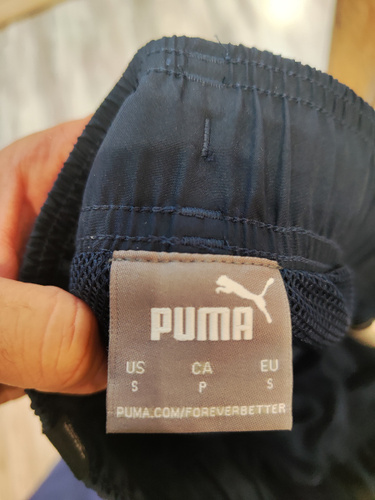 PUMA
US CA EU
S P S
PUMA.COM/FOREVERBETTER